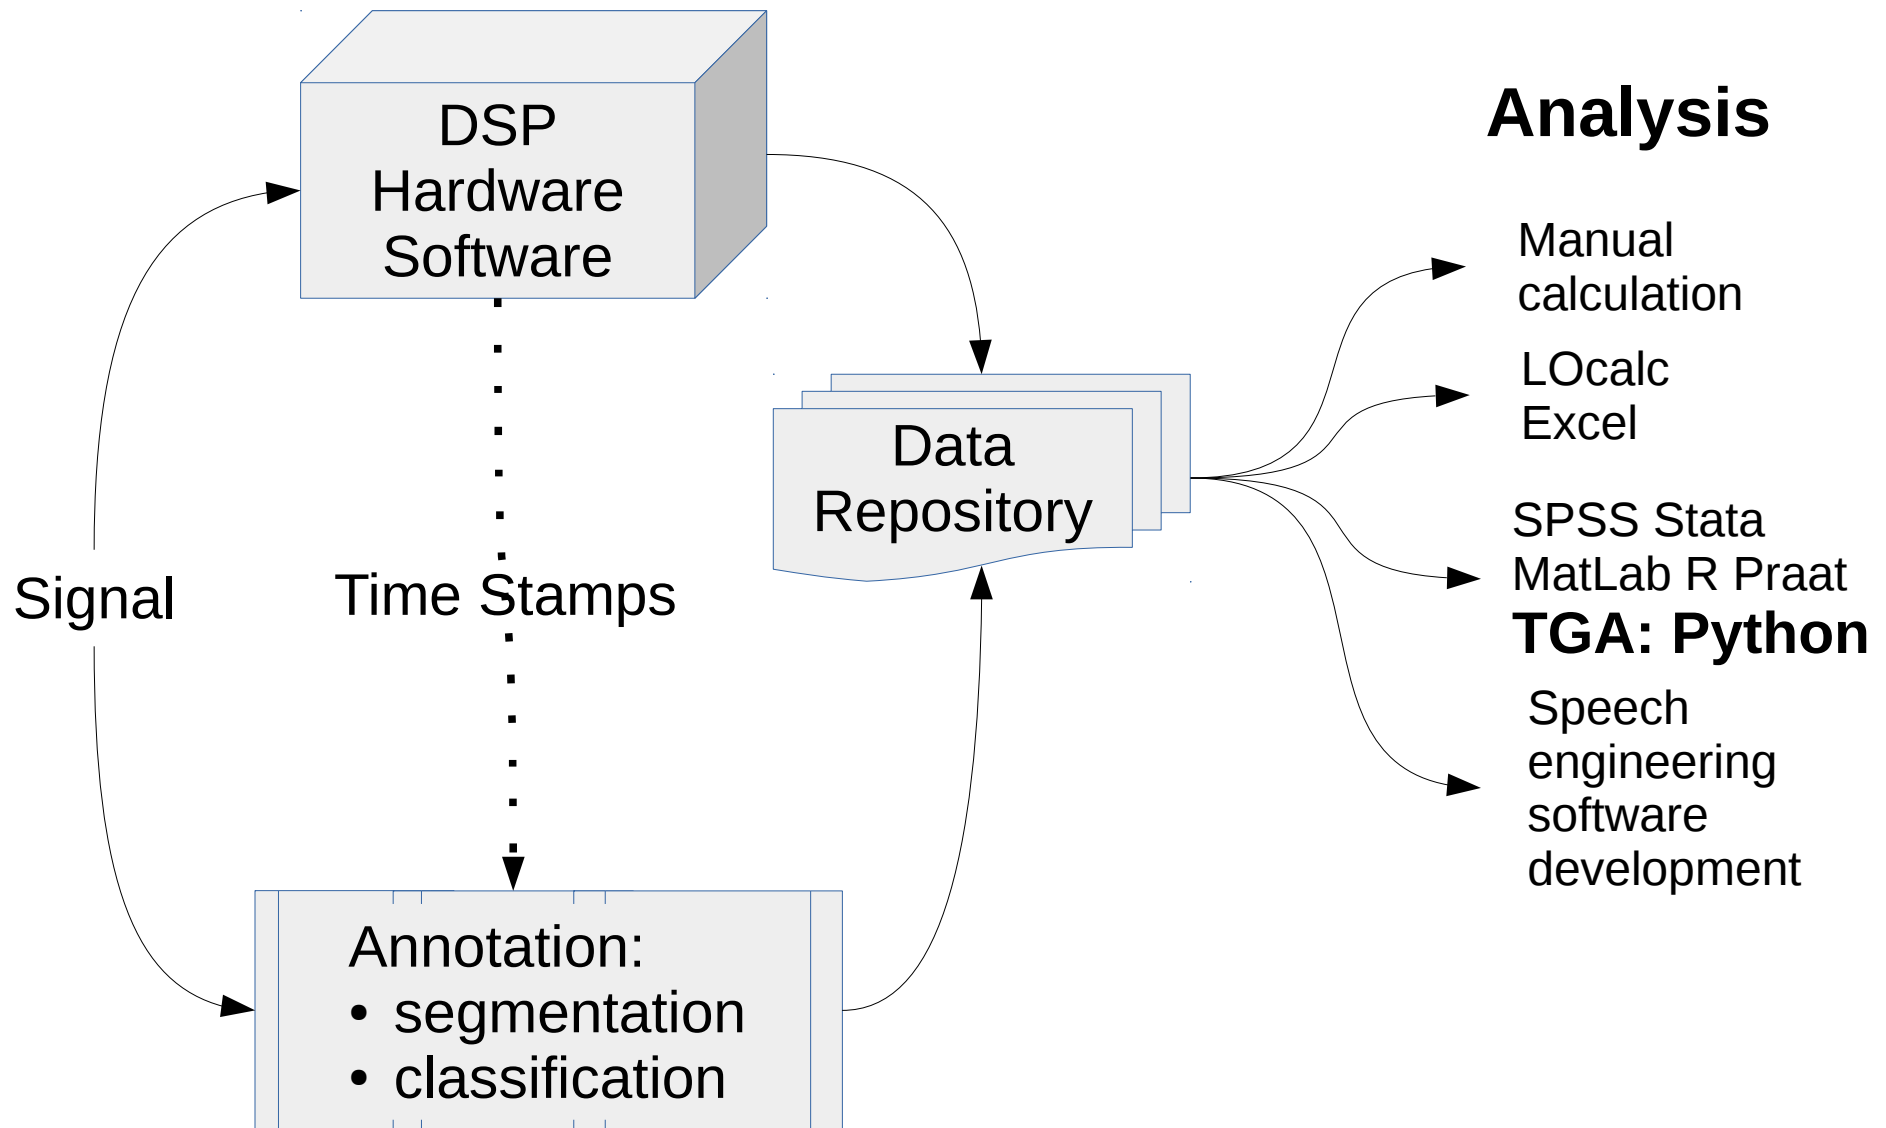 DSP
Hardware
Software
Signal
Time Stamps
Annotation:
• segmentation
• classification
Data
Repository
Analysis
Manual
calculation
LOcalc
Excel
SPSS Stata
MatLab R Praat
TGA: Python
Speech
engineering
software
development